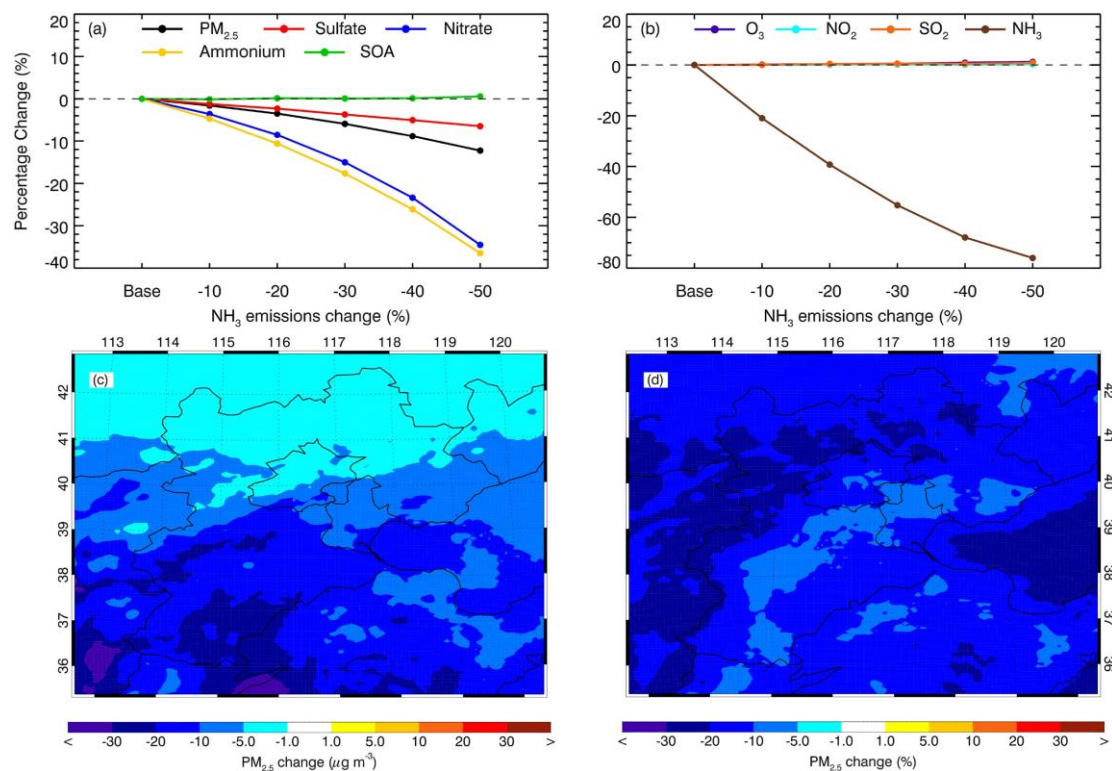 (a)
PM2.5 Sulfate Nitrate
Ammonium SOA
Percentage Change (%)
20
10
0
-10
-20
-30
-40
Base -10 -20 -30 -40 -50
NH3 emissions change (%)
(b)
O3 NO2 SO2 NH3
20
0
-20
-40
-60
-80
Base -10 -20 -30 -40 -50
NH3 emissions change (%)
113 114 115 116 117 118 119 120
(c)
42
41
40
39
38
37
36
< -30 -20 -10 -5.0 -1.0 1.0 5.0 10 20 30 >
PM2.5 change (μg m-3)
113 114 115 116 117 118 119 120
(d)
42
41
40
39
38
37
36
< -30 -20 -10 -5.0 -1.0 1.0 5.0 10 20 30 >
PM2.5 change (%)